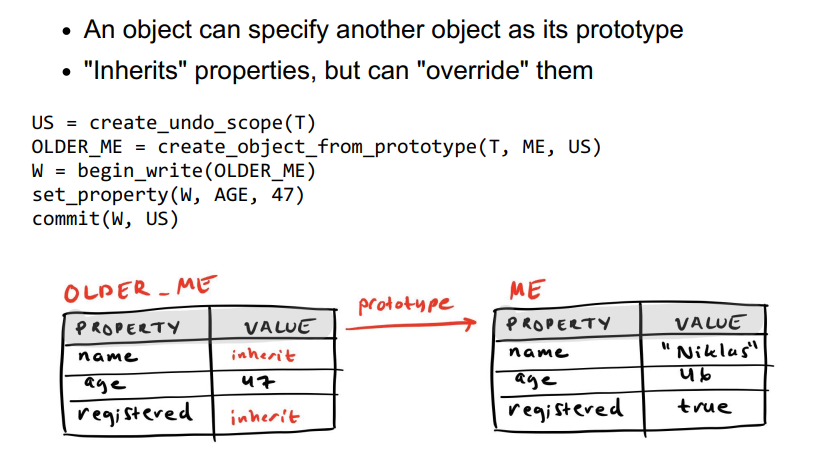 • An object can specify another object as its prototype
• "Inherits" properties, but can "override" them
US = create_undo_scope(T)
OLDER_ME = create_object_from_prototype(T, ME, US)
W = begin_write(OLDER_ME)
set_property(W, AGE, 47)
commit(W, US)
OLDER_ME
PROPERTY VALUE
name inherit
age 47
registered inherit
prototype
ME
PROPERTY VALUE
name "Niklas"
age 46
registered true